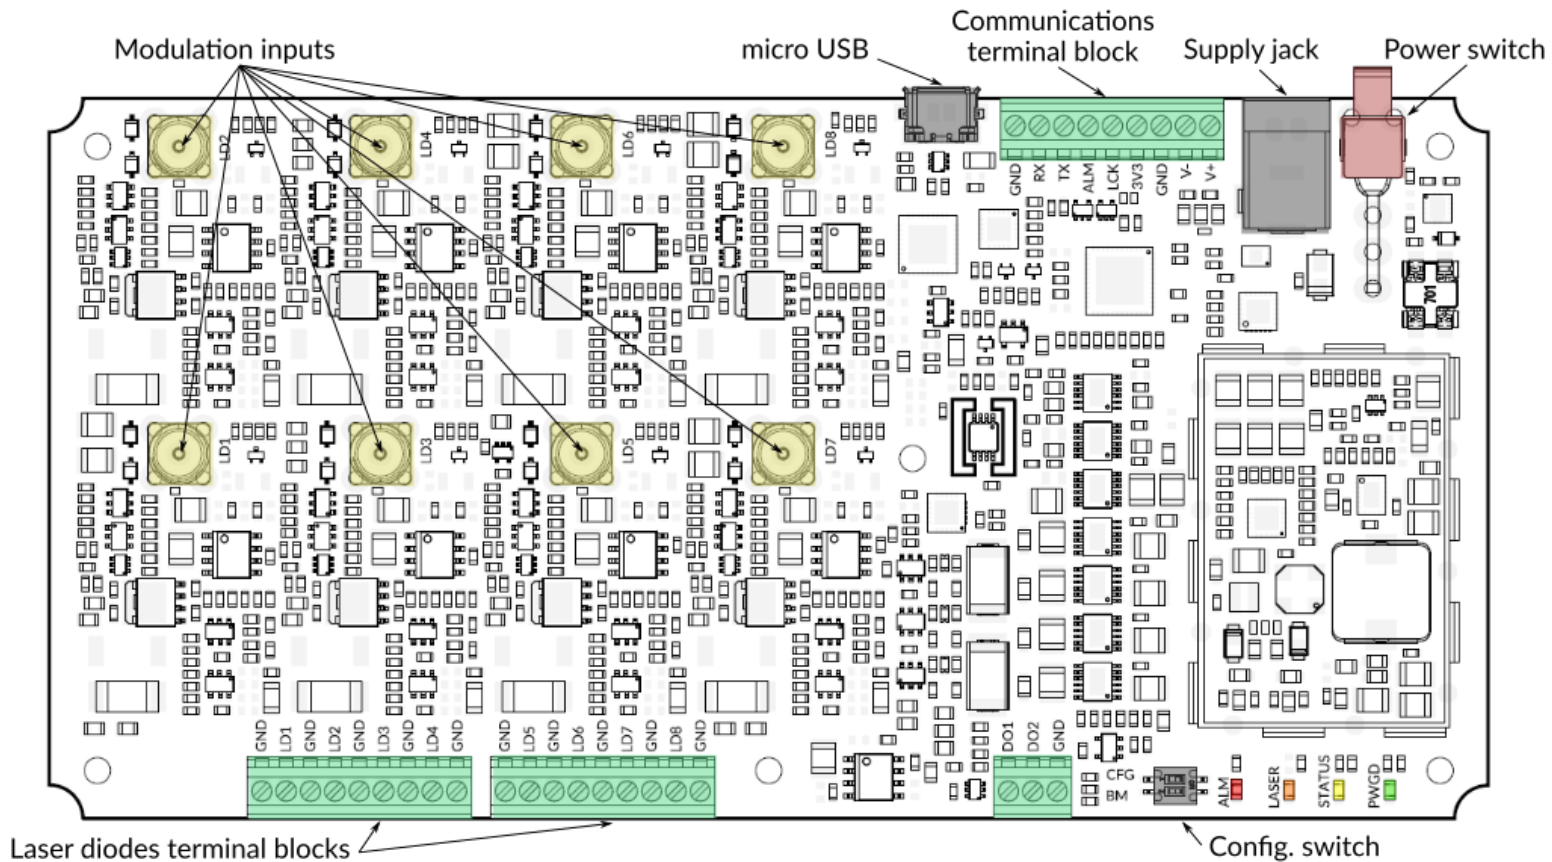 Communications
terminal block
Modulation inputs
micro USB
Supply jack
Power switch
LD2
LD4
LD6
LD8
GND
RX
TX
ALM
LCK
3V3
GND
V-
V+
701
LD1
LD3
LD5
LD7
GND
LD1
GND
LD2
GND
LD3
GND
LD4
GND
GND
LD5
GND
LD6
GND
LD7
GND
LD8
GND
DO1
DO2
GND
CFG
BM
ALM
LASER
STATUS
PWGD
Laser diodes terminal blocks
Config. switch